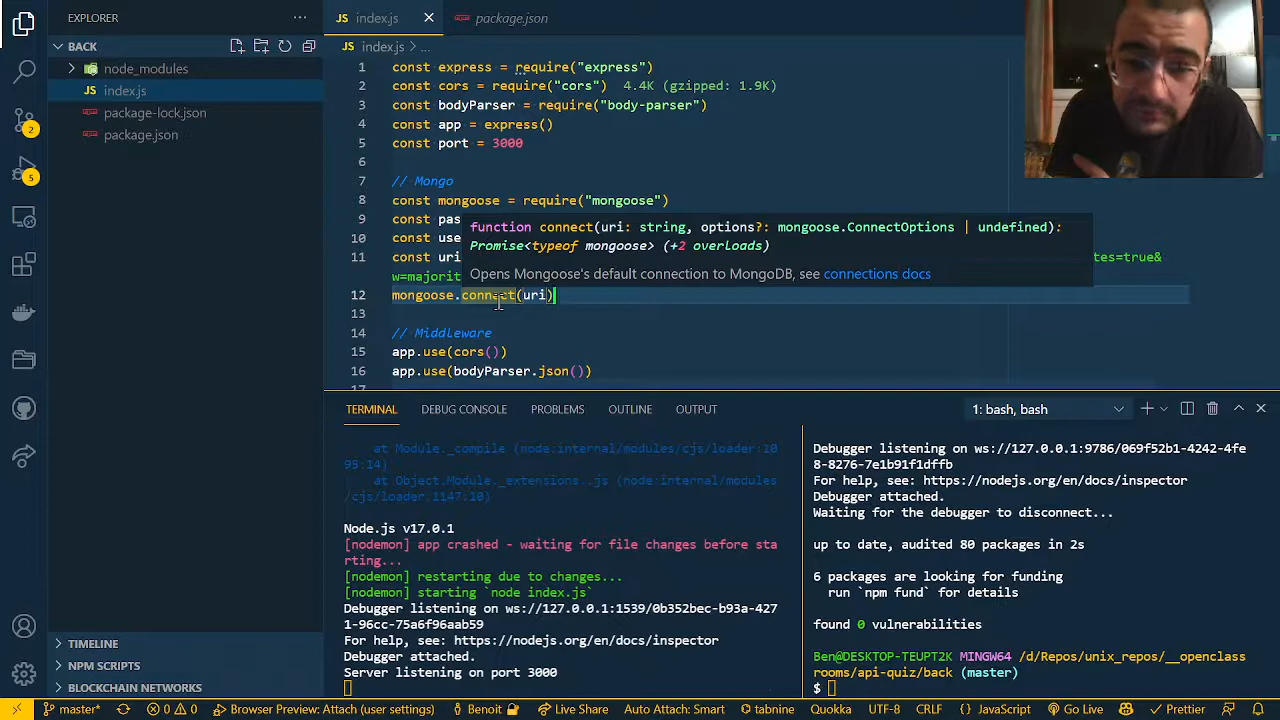 EXPLORER
BACK
node_modules
index.js
package-lock.json
package.json
TIMELINE
NPM SCRIPTS
BLOCKCHAIN NETWORKS
2
5
JS index.js
package.json
JS index.js > ...
1 const express = require("express")
2 const cors = require("cors") 4.4K (gzipped: 1.9K)
3 const bodyParser = require("body-parser")
4 const app = express()
5 const port = 3000
6
7 // Mongo
8 const mongoose = require("mongoose")
9 const pas
10 const use
11 const uri
tes=true&
w=majorit
function connect(uri: string, options?: mongoose.ConnectOptions | undefined):
Promise<typeof mongoose> (+2 overloads)
Opens Mongoose's default connection to MongoDB, see connections docs
12 mongoose.connect(uri)
13
14 // Middleware
15 app.use(cors())
16 app.use(bodyParser.json())
17
TERMINAL DEBUG CONSOLE PROBLEMS OUTLINE OUTPUT
1: bash, bash
at Module._compile (node:internal/modules/cjs/loader:10
95:14)
at Object.Module._extensions..js (node:internal/modules
/cjs/loader:1147:10)
Node.js v17.0.1
[nodemon] app crashed - waiting for file changes before sta
rting...
[nodemon] restarting due to changes...
[nodemon] starting `node index.js`
Debugger listening on ws://127.0.0.1:1539/0b352bec-b93a-427
1-96cc-75a6f96aab59
For help, see: https://nodejs.org/en/docs/inspector
Debugger attached.
Server listening on port 3000
Debugger listening on ws://127.0.0.1:9786/069f52b1-4242-4fe
8-8276-7e1b91f1dffb
For help, see: https://nodejs.org/en/docs/inspector
Debugger attached.
Waiting for the debugger to disconnect...
up to date, audited 80 packages in 2s
6 packages are looking for funding
run `npm fund` for details
found 0 vulnerabilities
Ben@DESKTOP-TEUPT2K MINGW64 /d/Repos/unix_repos/__openclass
rooms/api-quiz/back (master)
$
master* 0 0 Browser Preview: Attach (user settings) Benoit Live Share Auto Attach: Smart tabnine Quokka UTF-8 CRLF JavaScript Go Live Prettier